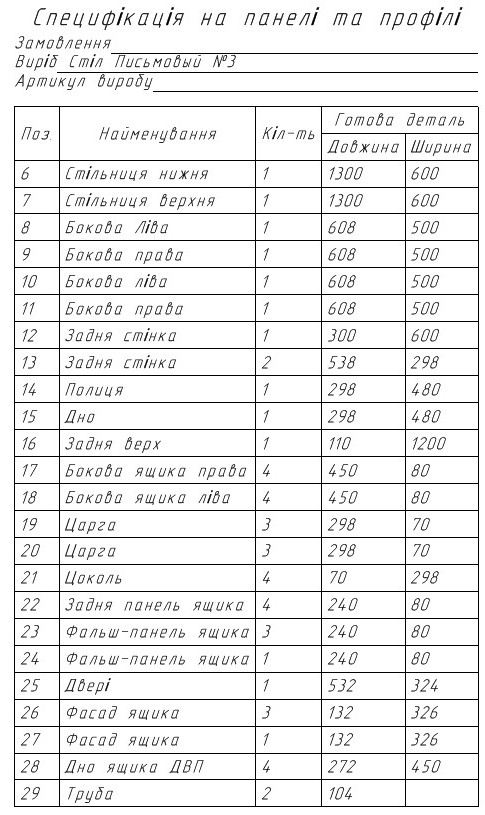 Специфікація на панелі та профілі
Замовлення
Виріб Стіл Письмовый №3
Артикул виробу
Поз. Найменування Кіл-ть Готова деталь
Довжина Ширина
6 Стільниця нижня 1 1300 600
7 Стільниця верхня 1 1300 600
8 Бокова Ліва 1 608 500
9 Бокова права 1 608 500
10 Бокова ліва 1 608 500
11 Бокова права 1 608 500
12 Задня стінка 1 300 600
13 Задня стінка 2 538 298
14 Полиця 1 298 480
15 Дно 1 298 480
16 Задня верх 1 110 1200
17 Бокова ящика права 4 450 80
18 Бокова ящика ліва 4 450 80
19 Царга 3 298 70
20 Царга 3 298 70
21 Цоколь 4 70 298
22 Задня панель ящика 4 240 80
23 Фальш-панель ящика 3 240 80
24 Фальш-панель ящика 1 240 80
25 Двері 1 532 324
26 Фасад ящика 3 132 326
27 Фасад ящика 1 132 326
28 Дно ящика ДВП 4 272 450
29 Труба 2 104